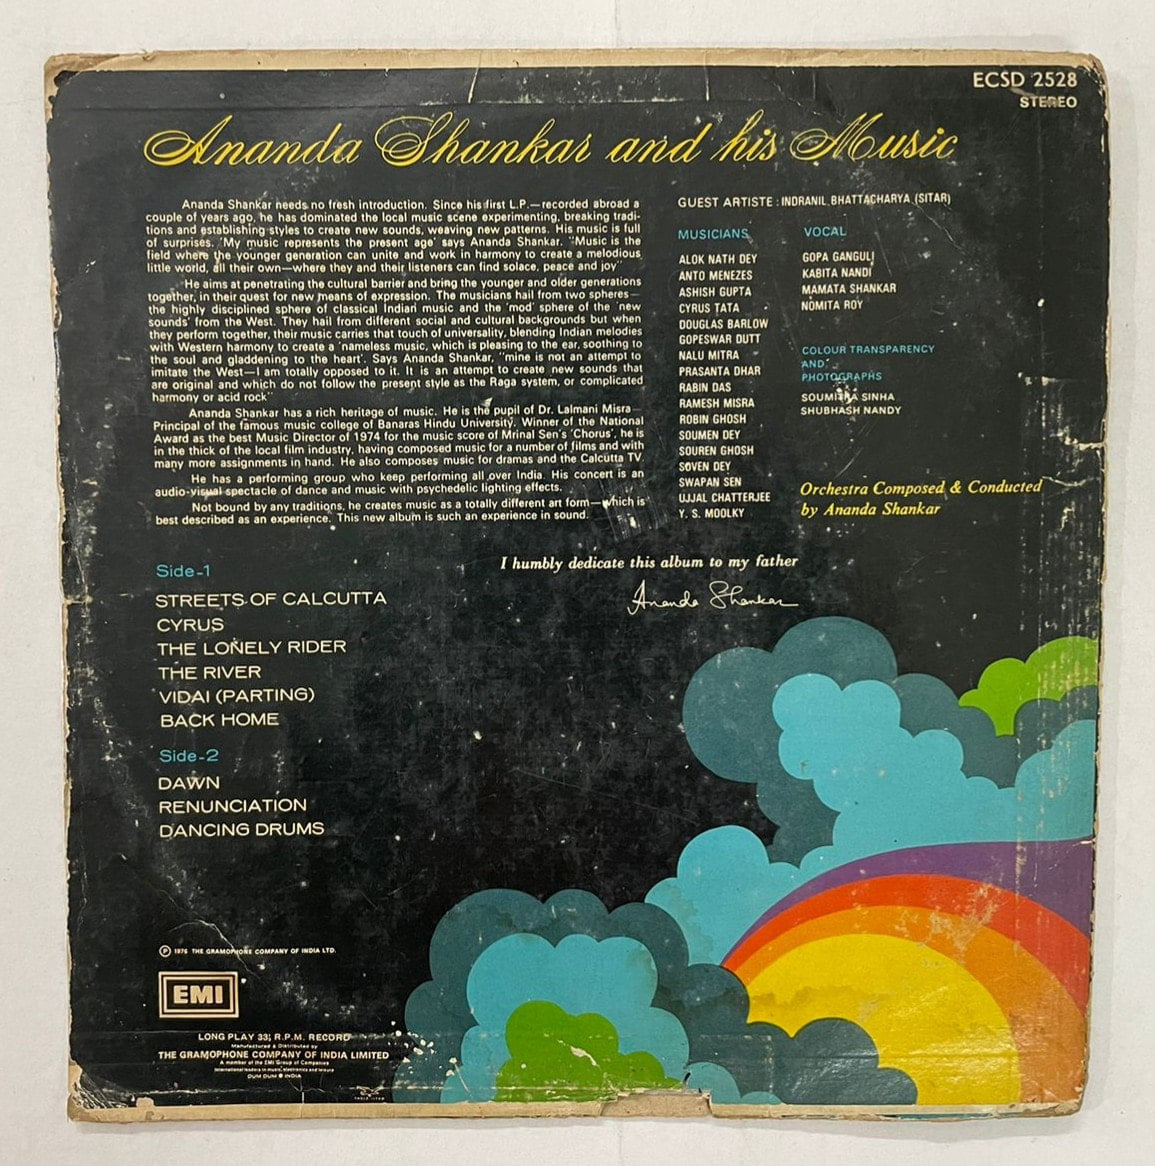 ECSD 2528
STEREO
Ananda Shankar and his Music
Ananda Shankar needs no fresh introduction. Since his first L.P.—recorded abroad a
couple of years ago, he has dominated the local music scene experimenting, breaking tradi-
tions and establishing styles to create new sounds, weaving new patterns. His music is full
of surprises. 'My music represents the present age' says Ananda Shankar. "Music is the
field where the younger generation can unite and work in harmony to create a melodious
little world, all their own—where they and their listeners can find solace, peace and joy"
He aims at penetrating the cultural barrier and bring the younger and older generations
together, in their quest for new means of expression. The musicians hail from two spheres—
the highly disciplined sphere of classical Indian music and the 'mod' sphere of the 'new
sounds' from the West. They hail from different social and cultural backgrounds but when
they perform together, their music carries that touch of universality, blending Indian melodies
with Western harmony to create a 'nameless music, which is pleasing to the ear, soothing to
the soul and gladdening to the heart'. Says Ananda Shankar, "mine is not an attempt to
imitate the West—I am totally opposed to it. It is an attempt to create new sounds that
are original and which do not follow the present style as the Raga system, or complicated
harmony or acid rock"
Ananda Shankar has a rich heritage of music. He is the pupil of Dr. Lalmani Misra—
Principal of the famous music college of Banaras Hindu University. Winner of the National
Award as the best Music Director of 1974 for the music score of Mrinal Sen's 'Chorus', he is
in the thick of the local film industry, having composed music for a number of films and with
many more assignments in hand. He also composes music for dramas and the Calcutta TV.
He has a performing group who keep performing all over India. His concert is an
audio-visual spectacle of dance and music with psychedelic lighting effects.
Not bound by any traditions, he creates music as a totally different art form—which is
best described as an experience. This new album is such an experience in sound.
GUEST ARTISTE : INDRANIL BHATTACHARYA (SITAR)
MUSICIANS
ALOK NATH DEY
ANTO MENEZES
ASHISH GUPTA
CYRUS TATA
DOUGLAS BARLOW
GOPESWAR DUTT
NALU MITRA
PRASANTA DHAR
RABIN DAS
RAMESH MISRA
ROBIN GHOSH
SOUMEN DEY
SOUREN GHOSH
SOVEN DEY
SWAPAN SEN
UJJAL CHATTERJEE
Y. S. MOOLKY
VOCAL
GOPA GANGULI
KABITA NANDI
MAMATA SHANKAR
NOMITA ROY
COLOUR TRANSPARENCY
AND
PHOTOGRAPHS
SOUMITRA SINHA
SHUBHASH NANDY
Orchestra Composed & Conducted
by Ananda Shankar
I humbly dedicate this album to my father
Ananda Shankar
Side-1
STREETS OF CALCUTTA
CYRUS
THE LONELY RIDER
THE RIVER
VIDAI (PARTING)
BACK HOME
Side-2
DAWN
RENUNCIATION
DANCING DRUMS
℗ 1976 THE GRAMOPHONE COMPANY OF INDIA LTD.
EMI
LONG PLAY 33⅓ R.P.M. RECORD
Manufactured & Distributed by
THE GRAMOPHONE COMPANY OF INDIA LIMITED
A member of the EMI Group of Companies
International leaders in music, electronics and leisure
DUM DUM INDIA